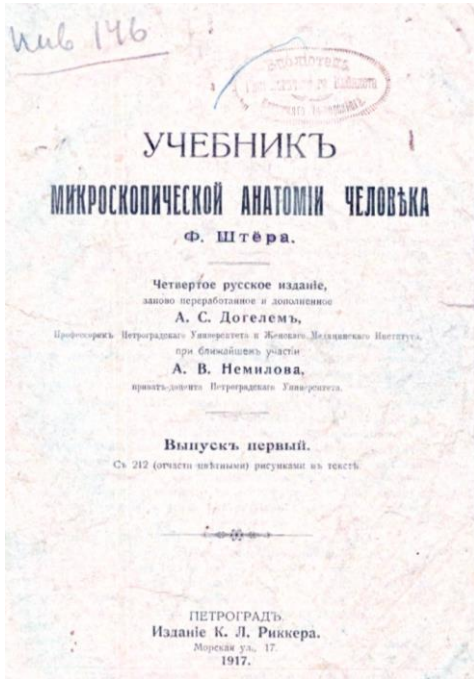 Инв 146
Библіотека
УЧЕБНИКЪ
МИКРОСКОПИЧЕСКОЙ АНАТОМІИ ЧЕЛОВѢКА
Ф. Штёра.
Четвертое русское изданіе,
заново переработанное и дополненное
А. С. Догелемъ,
Профессоромъ Петроградскаго Университета и Женскаго Медицинскаго Института,
при ближайшемъ участіи
А. В. Немилова,
приватъ-доцента Петроградскаго Университета.
Выпускъ первый.
Съ 212 (отчасти цвѣтными) рисунками въ текстѣ.
ПЕТРОГРАДЪ.
Изданіе К. Л. Риккера.
Морская ул., 17.
1917.